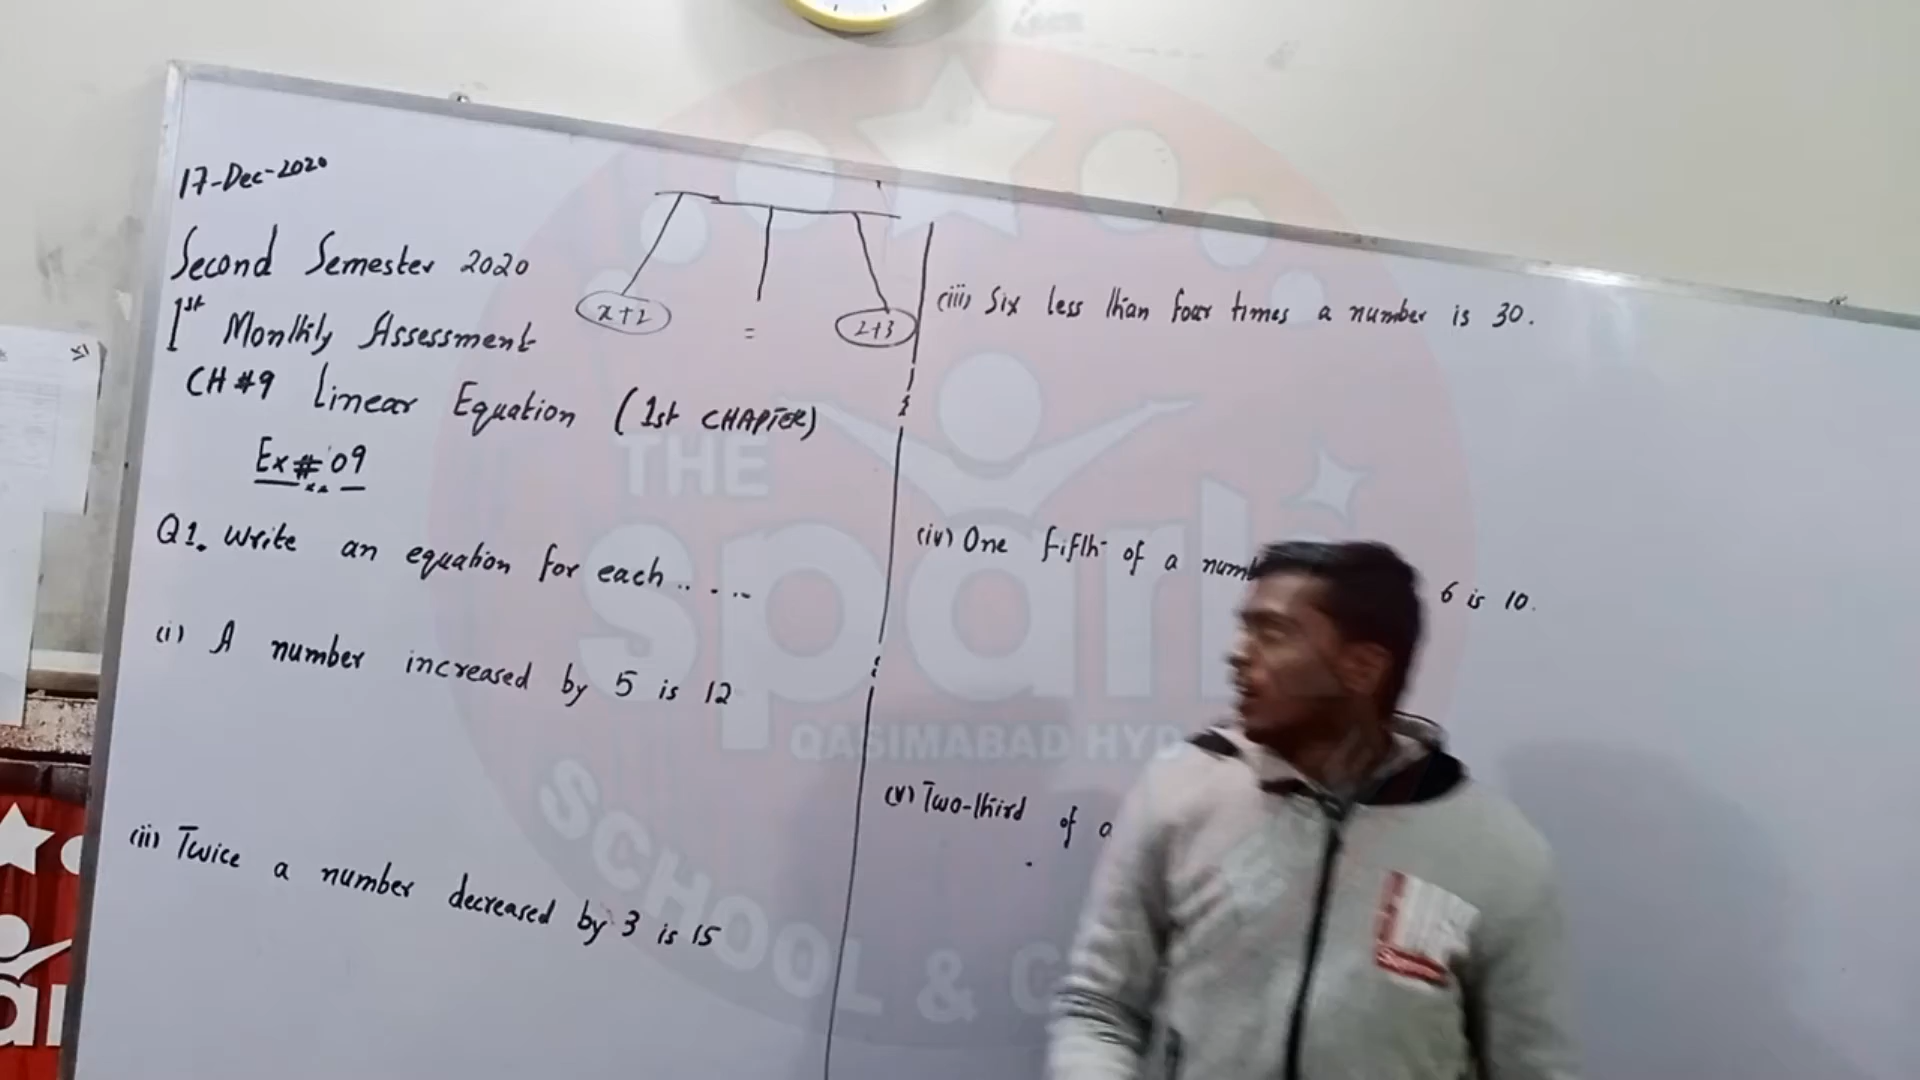 17-Dec-2020
Second Semester 2020
1st Monthly Assessment
CH#9 Linear Equation (1st CHAPTER)
Ex# 09
Q1. Write an equation for each .....
(i) A number increased by 5 is 12
(ii) Twice a number decreased by 3 is 15
x+2 = 2+3
(iii) Six less than four times a number is 30.
(iv) One fifth of a 6 is 10.
(v) Two-third of a
THE
spark
QASIMABAD HYD
SCHOOL &